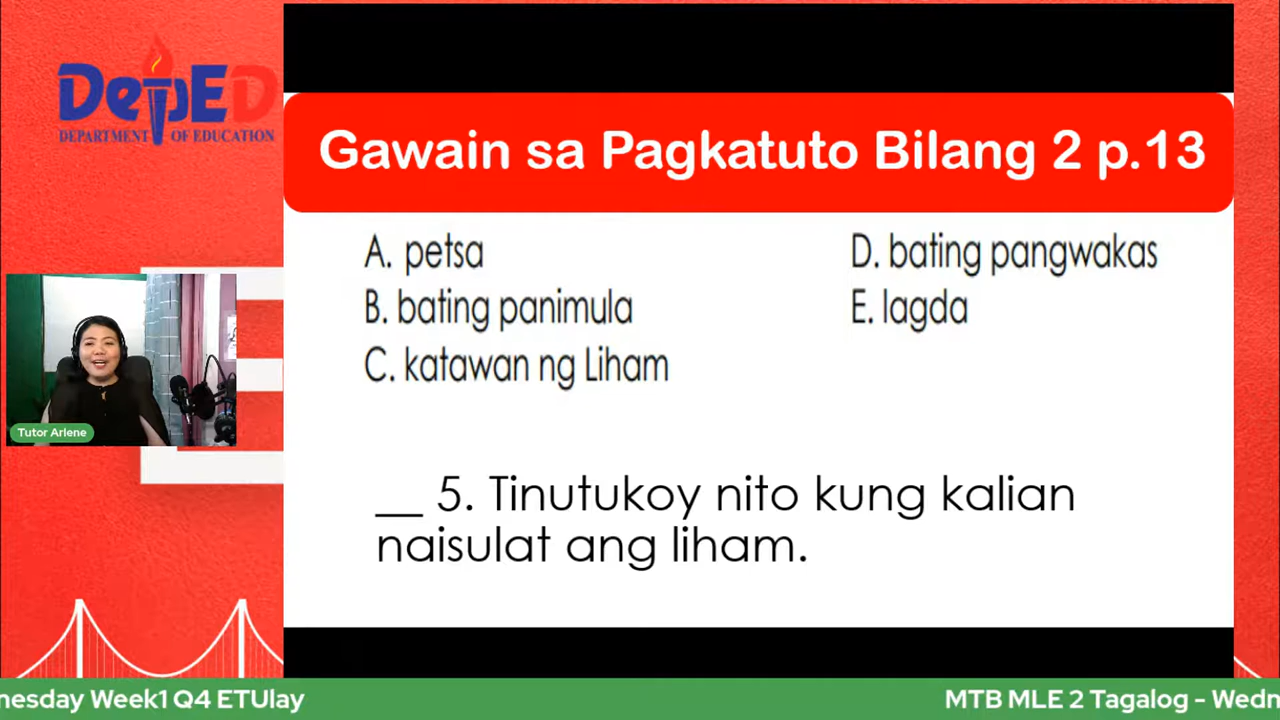 DepED
DEPARTMENT OF EDUCATION
Gawain sa Pagkatuto Bilang 2 p.13
A. petsa
B. bating panimula
C. katawan ng Liham
D. bating pangwakas
E. lagda
Tutor Arlene
__ 5. Tinutukoy nito kung kalian
naisulat ang liham.
nesday Week1 Q4 ETUlay
MTB MLE 2 Tagalog - Wedn